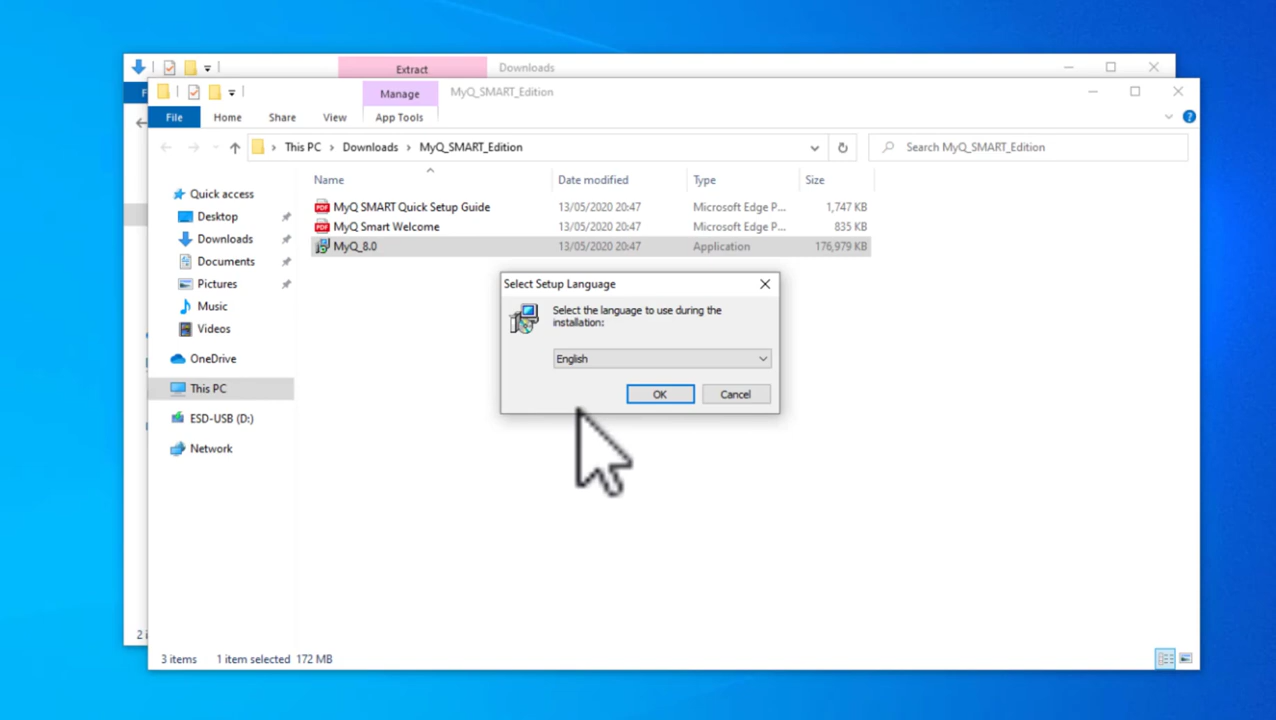 Extract
Downloads
Manage
MyQ_SMART_Edition
File
Home
Share
View
App Tools
This PC > Downloads > MyQ_SMART_Edition
Search MyQ_SMART_Edition
Name
Date modified
Type
Size
Quick access
Desktop
Downloads
Documents
Pictures
Music
Videos
OneDrive
This PC
ESD-USB (D:)
Network
PDF MyQ SMART Quick Setup Guide 13/05/2020 20:47 Microsoft Edge P... 1,747 KB
PDF MyQ Smart Welcome 13/05/2020 20:47 Microsoft Edge P... 835 KB
MyQ_8.0 13/05/2020 20:47 Application 176,979 KB
Select Setup Language
Select the language to use during the
installation:
English
OK
Cancel
3 items 1 item selected 172 MB